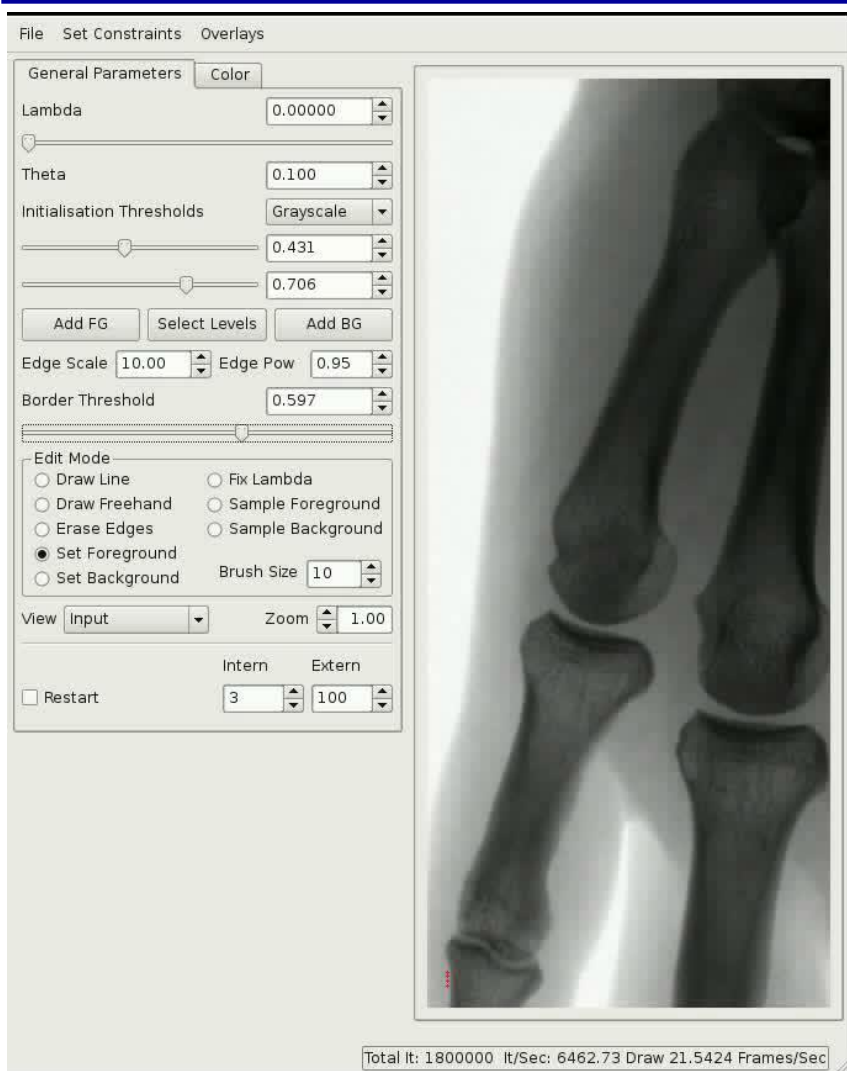 File Set Constraints Overlays
General Parameters Color
Lambda 0.00000
Theta 0.100
Initialisation Thresholds Grayscale
0.431
0.706
Add FG Select Levels Add BG
Edge Scale 10.00 Edge Pow 0.95
Border Threshold 0.597
Edit Mode
Draw Line Fix Lambda
Draw Freehand Sample Foreground
Erase Edges Sample Background
Set Foreground
Set Background Brush Size 10
View Input Zoom 1.00
Intern Extern
Restart 3 100
Total It: 1800000 It/Sec: 6462.73 Draw 21.5424 Frames/Sec